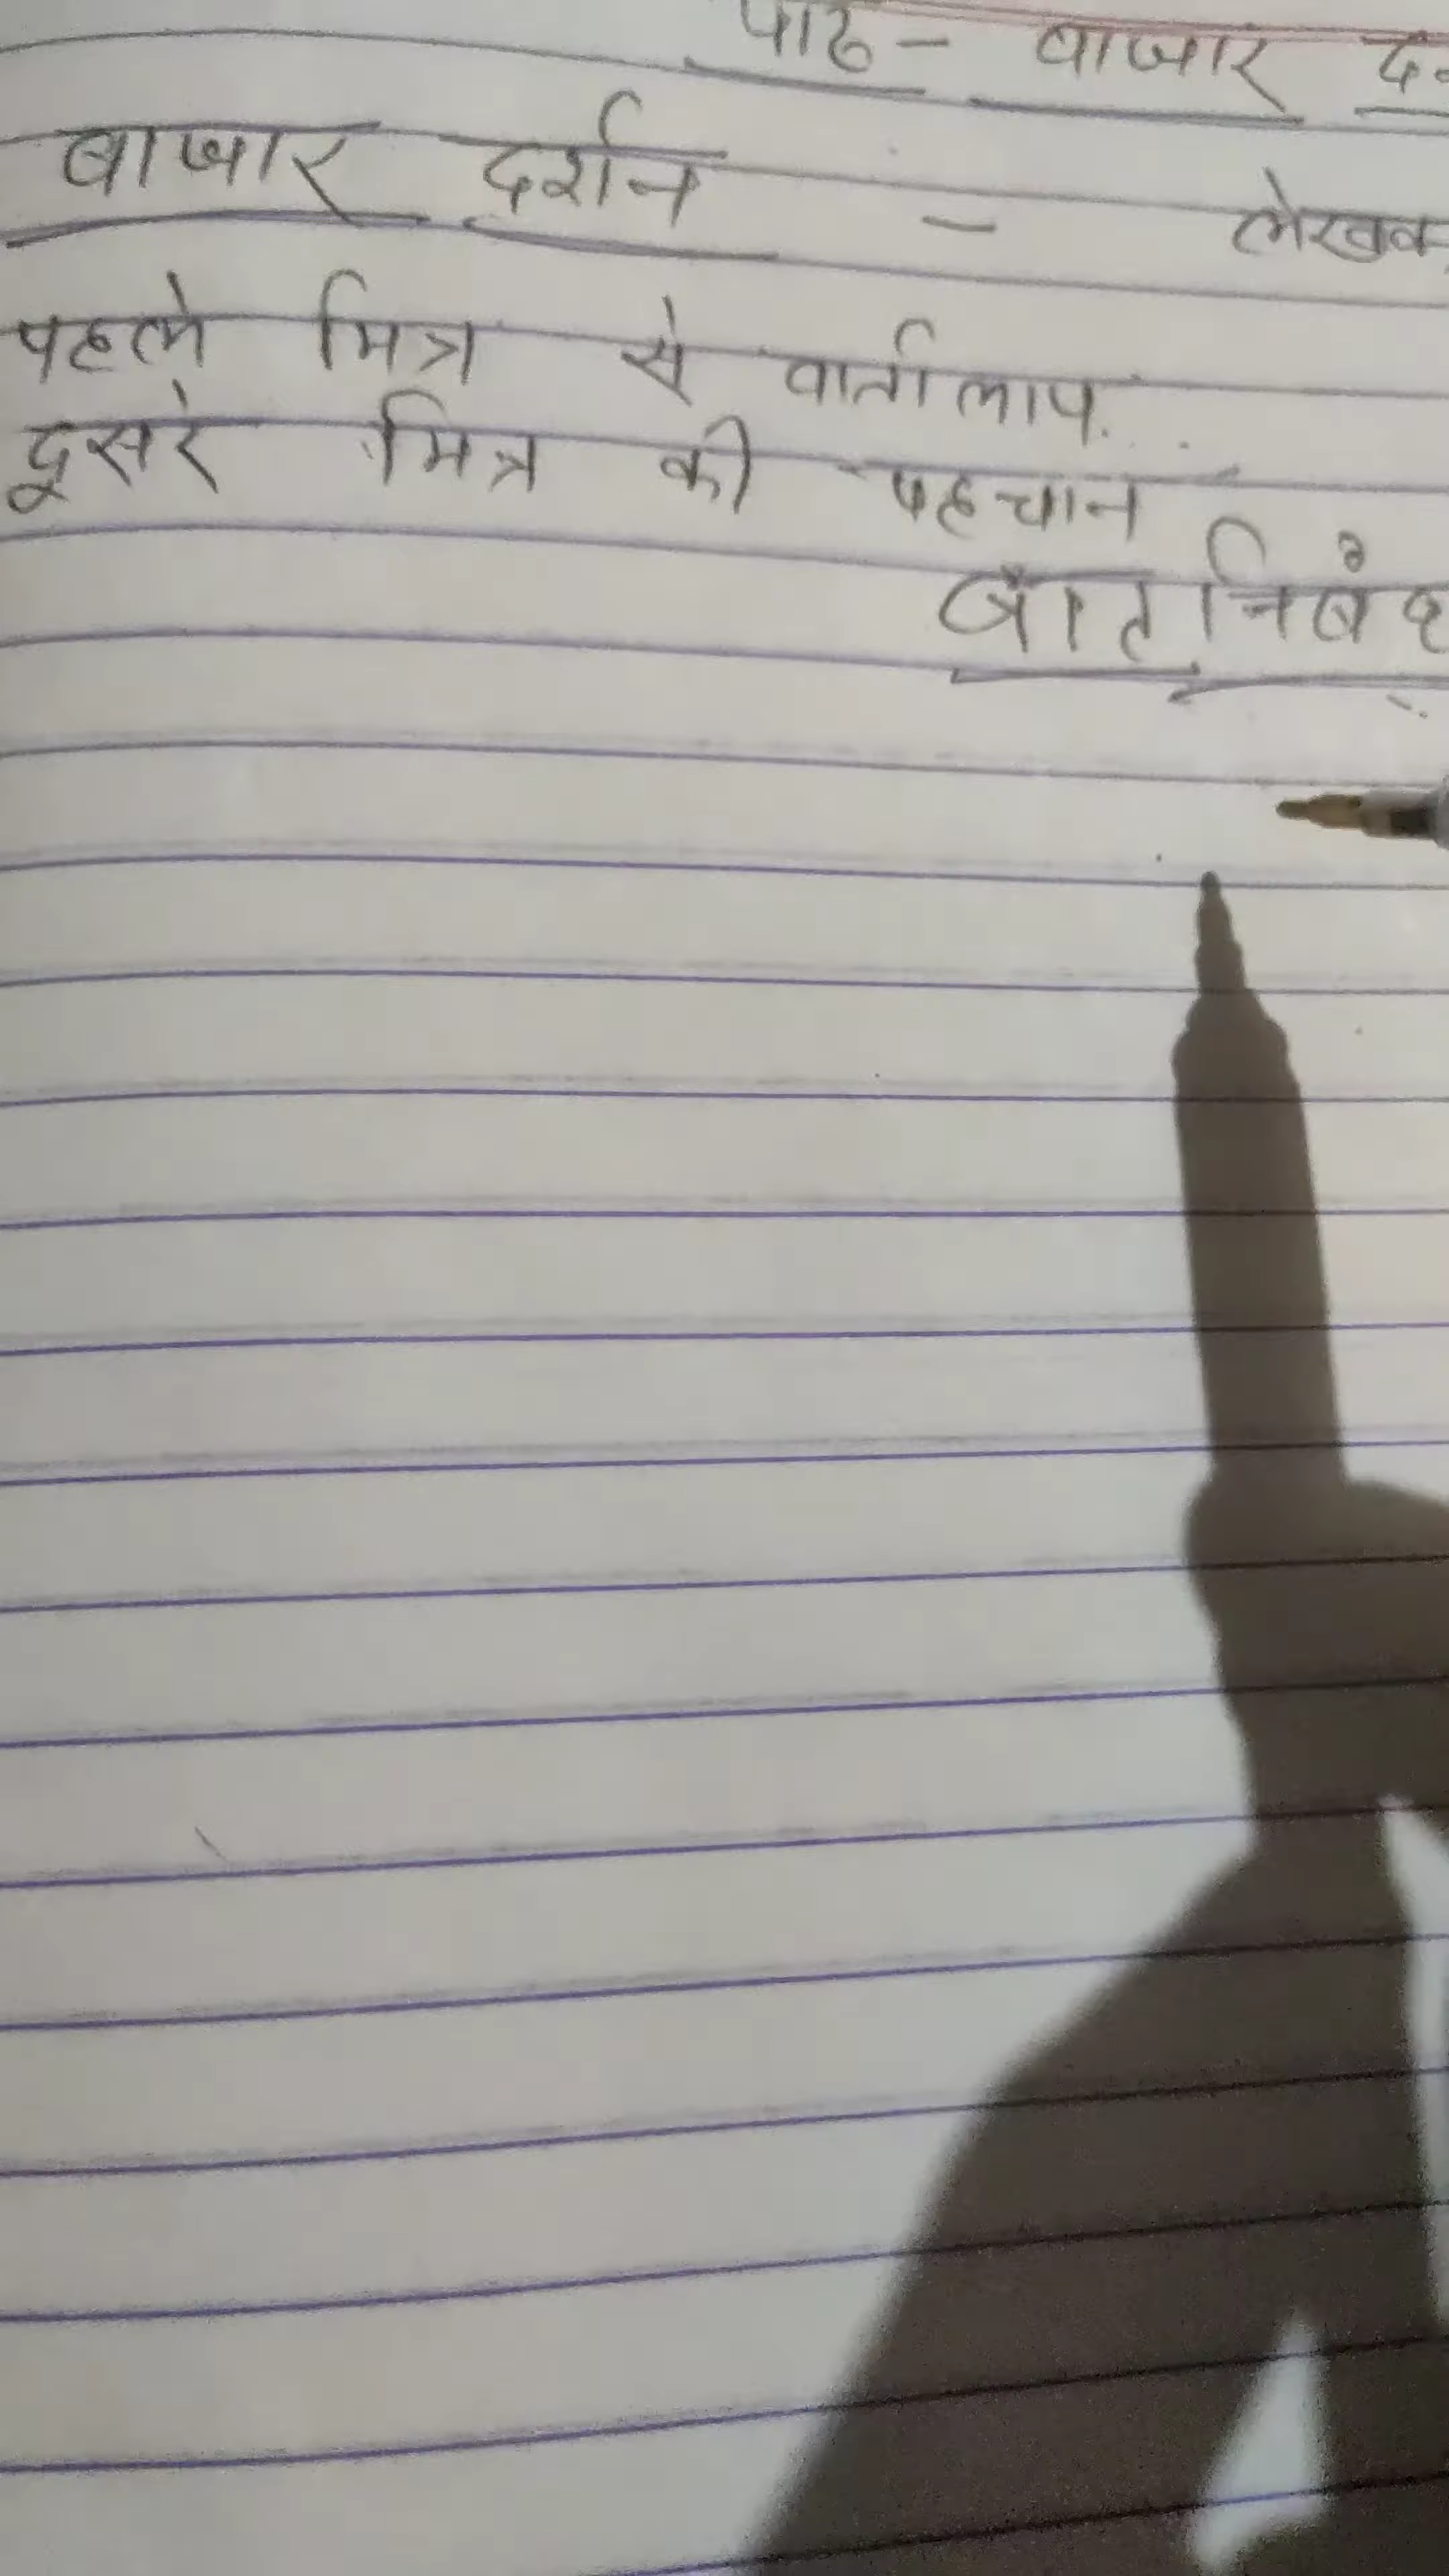 पाठ - बाजार
बाजार दर्शन - लेखक
पहले मित्र से वार्तालाप
दूसरे मित्र की पहचान